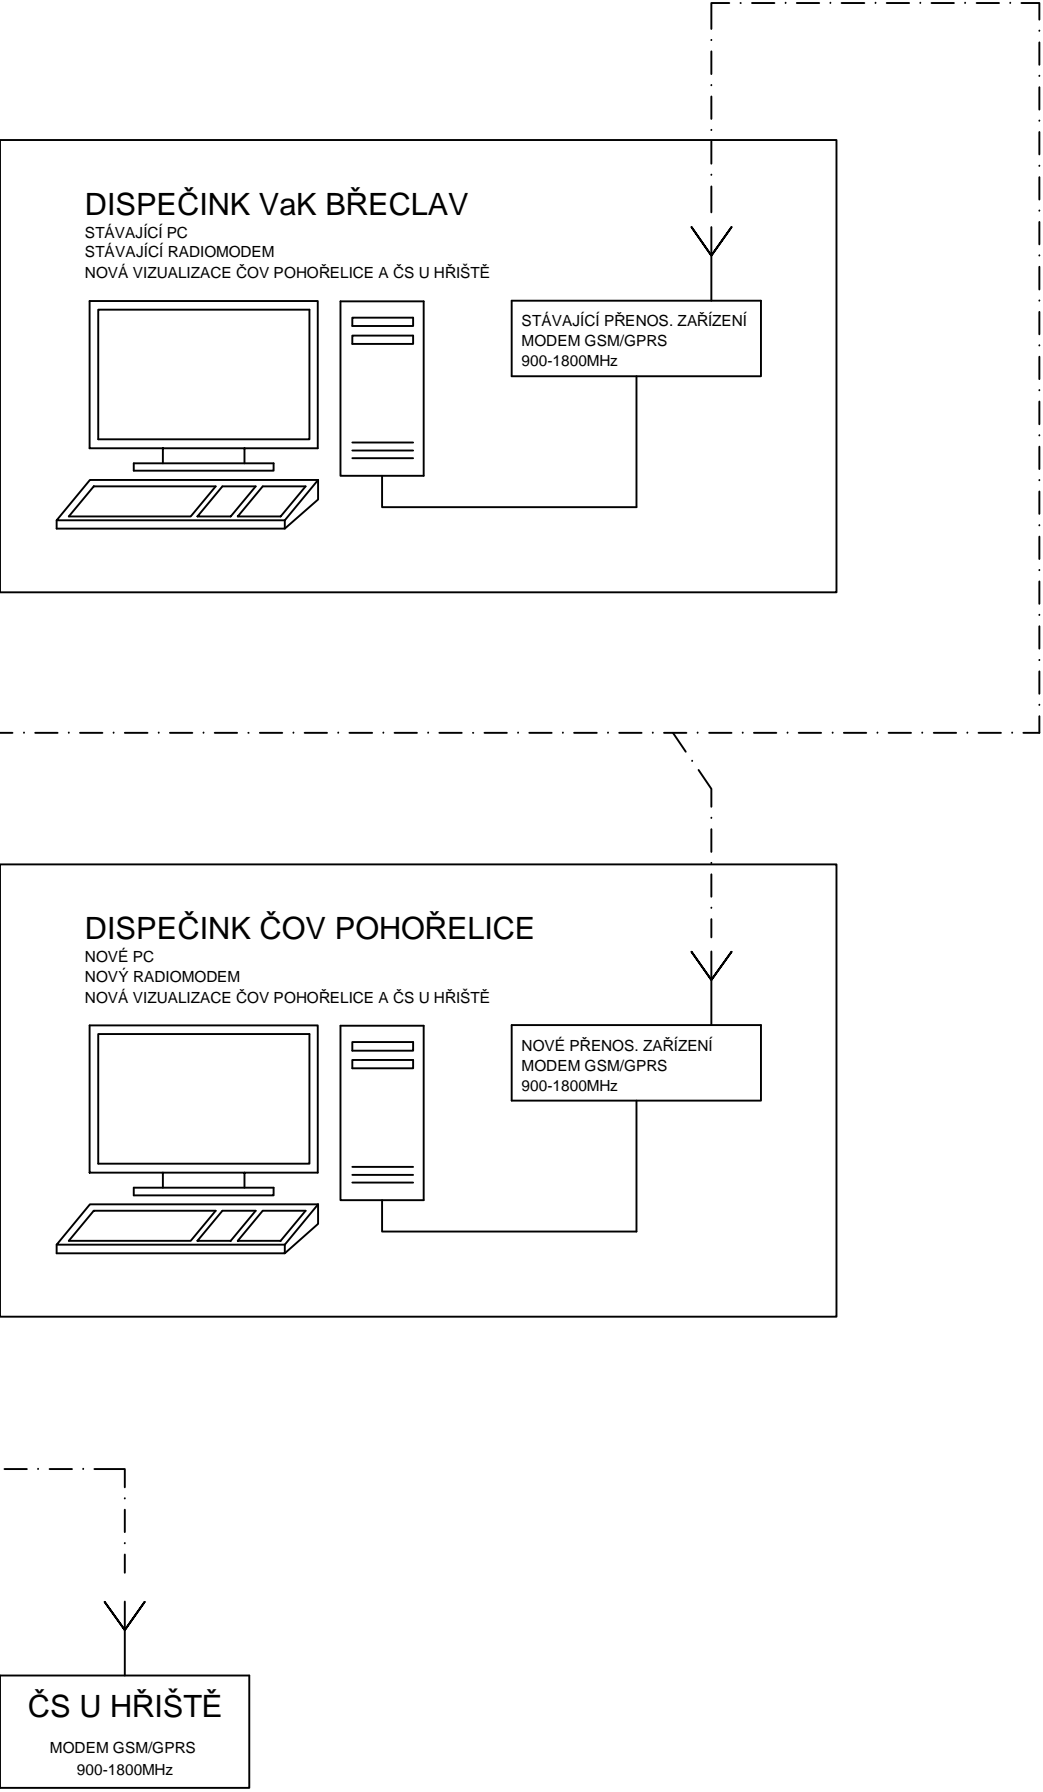 DISPEČINK VaK BŘECLAV
STÁVAJÍCÍ PC
STÁVAJÍCÍ RADIOMODEM
NOVÁ VIZUALIZACE ČOV POHOŘELICE A ČS U HŘIŠTĚ
STÁVAJÍCÍ PŘENOS. ZAŘÍZENÍ
MODEM GSM/GPRS
900-1800MHz
DISPEČINK ČOV POHOŘELICE
NOVÉ PC
NOVÝ RADIOMODEM
NOVÁ VIZUALIZACE ČOV POHOŘELICE A ČS U HŘIŠTĚ
NOVÉ PŘENOS. ZAŘÍZENÍ
MODEM GSM/GPRS
900-1800MHz
ČS U HŘIŠTĚ
MODEM GSM/GPRS
900-1800MHz